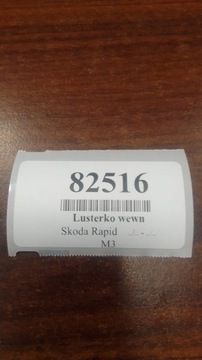 82516
Lusterko wewn
Skoda Rapid
M3